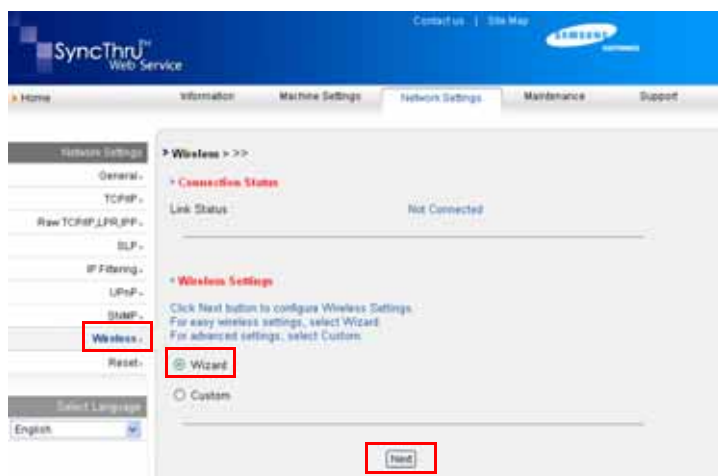 Contact us | Site Map
SAMSUNG
ELECTRONICS
SyncThru™
Web Service
Home
Information Machine Settings Network Settings Maintenance Support
Network Settings
General
TCP/IP
Raw TCP/IP,LPR,IPP
SLP
IP Filtering
UPnP
SNMP
Wireless
Reset
Select Language
English
Wireless > >>
Connection Status
Link Status Not Connected
Wireless Settings
Click Next button to configure Wireless Settings.
For easy wireless settings, select Wizard.
For advanced settings, select Custom.
Wizard
Custom
Next